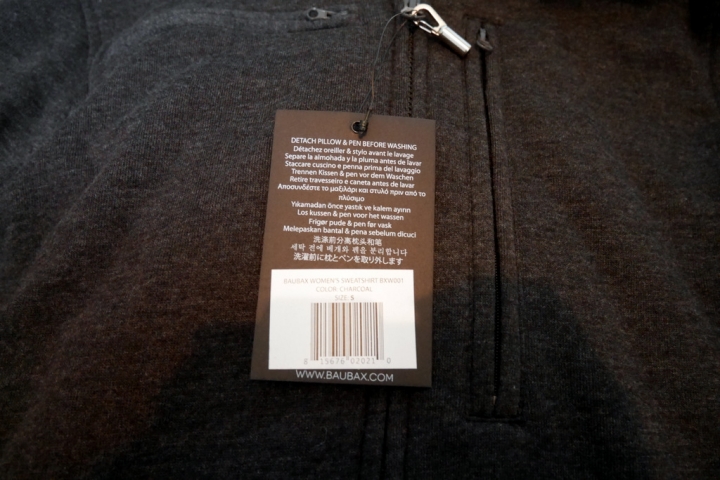 DETACH PILLOW & PEN BEFORE WASHING
Détachez oreiller & stylo avant le lavage
Separe la almohada y la pluma antes de lavar
Staccare cuscino e penna prima del lavaggio
Trennen Kissen & pen vor dem Waschen
Retire travesseiro e caneta antes de lavar
Αποσυνδέστε το μαξιλάρι και στυλό πριν από το
πλύσιμο
Yıkamadan önce yastık ve kalem ayırın
Los kussen & pen voor het wassen
Frigør pude & pen før vask
Melepaskan bantal & pena sebelum dicuci
洗涤前分离枕头和笔
세탁 전에 베개와 펜을 분리합니다
洗濯前に枕とペンを取り外します
BAUBAX WOMEN'S SWEATSHIRT BXW001
COLOR: CHARCOAL
SIZE: S
8 15676 02021 0
WWW.BAUBAX.COM